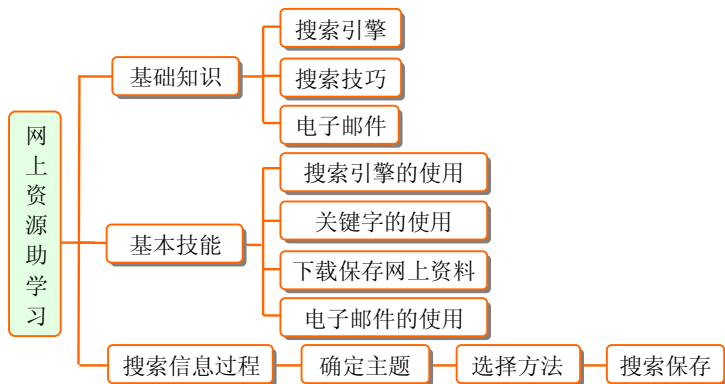 网上资源助学习
基础知识
搜索引擎
搜索技巧
电子邮件
基本技能
搜索引擎的使用
关键字的使用
下载保存网上资料
电子邮件的使用
搜索信息过程
确定主题
选择方法
搜索保存